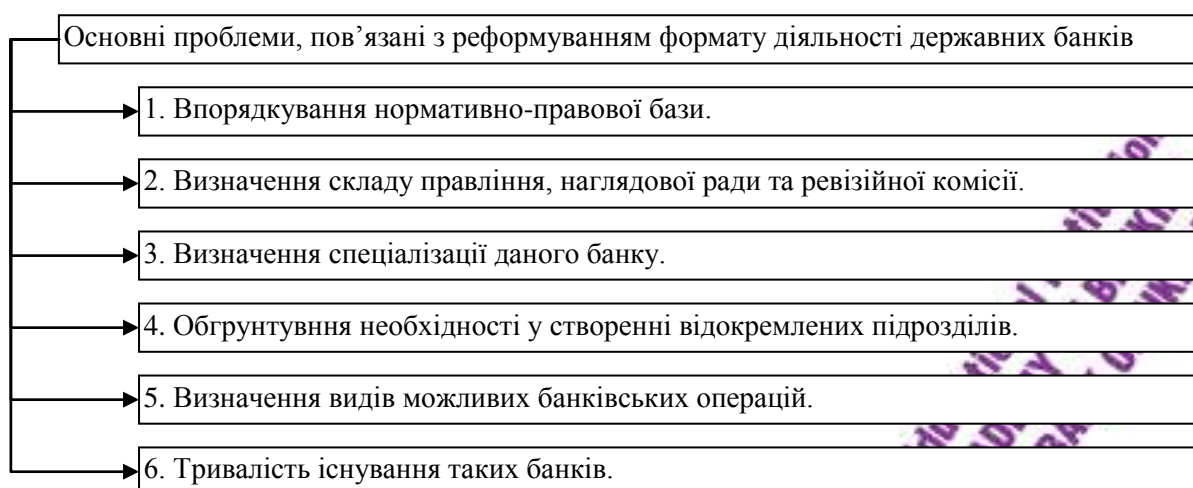 Основні проблеми, пов’язані з реформуванням формату діяльності державних банків
1. Впорядкування нормативно-правової бази.
2. Визначення складу правління, наглядової ради та ревізійної комісії.
3. Визначення спеціалізації даного банку.
4. Обгрунтувння необхідності у створенні відокремлених підрозділів.
5. Визначення видів можливих банківських операцій.
6. Тривалість існування таких банків.